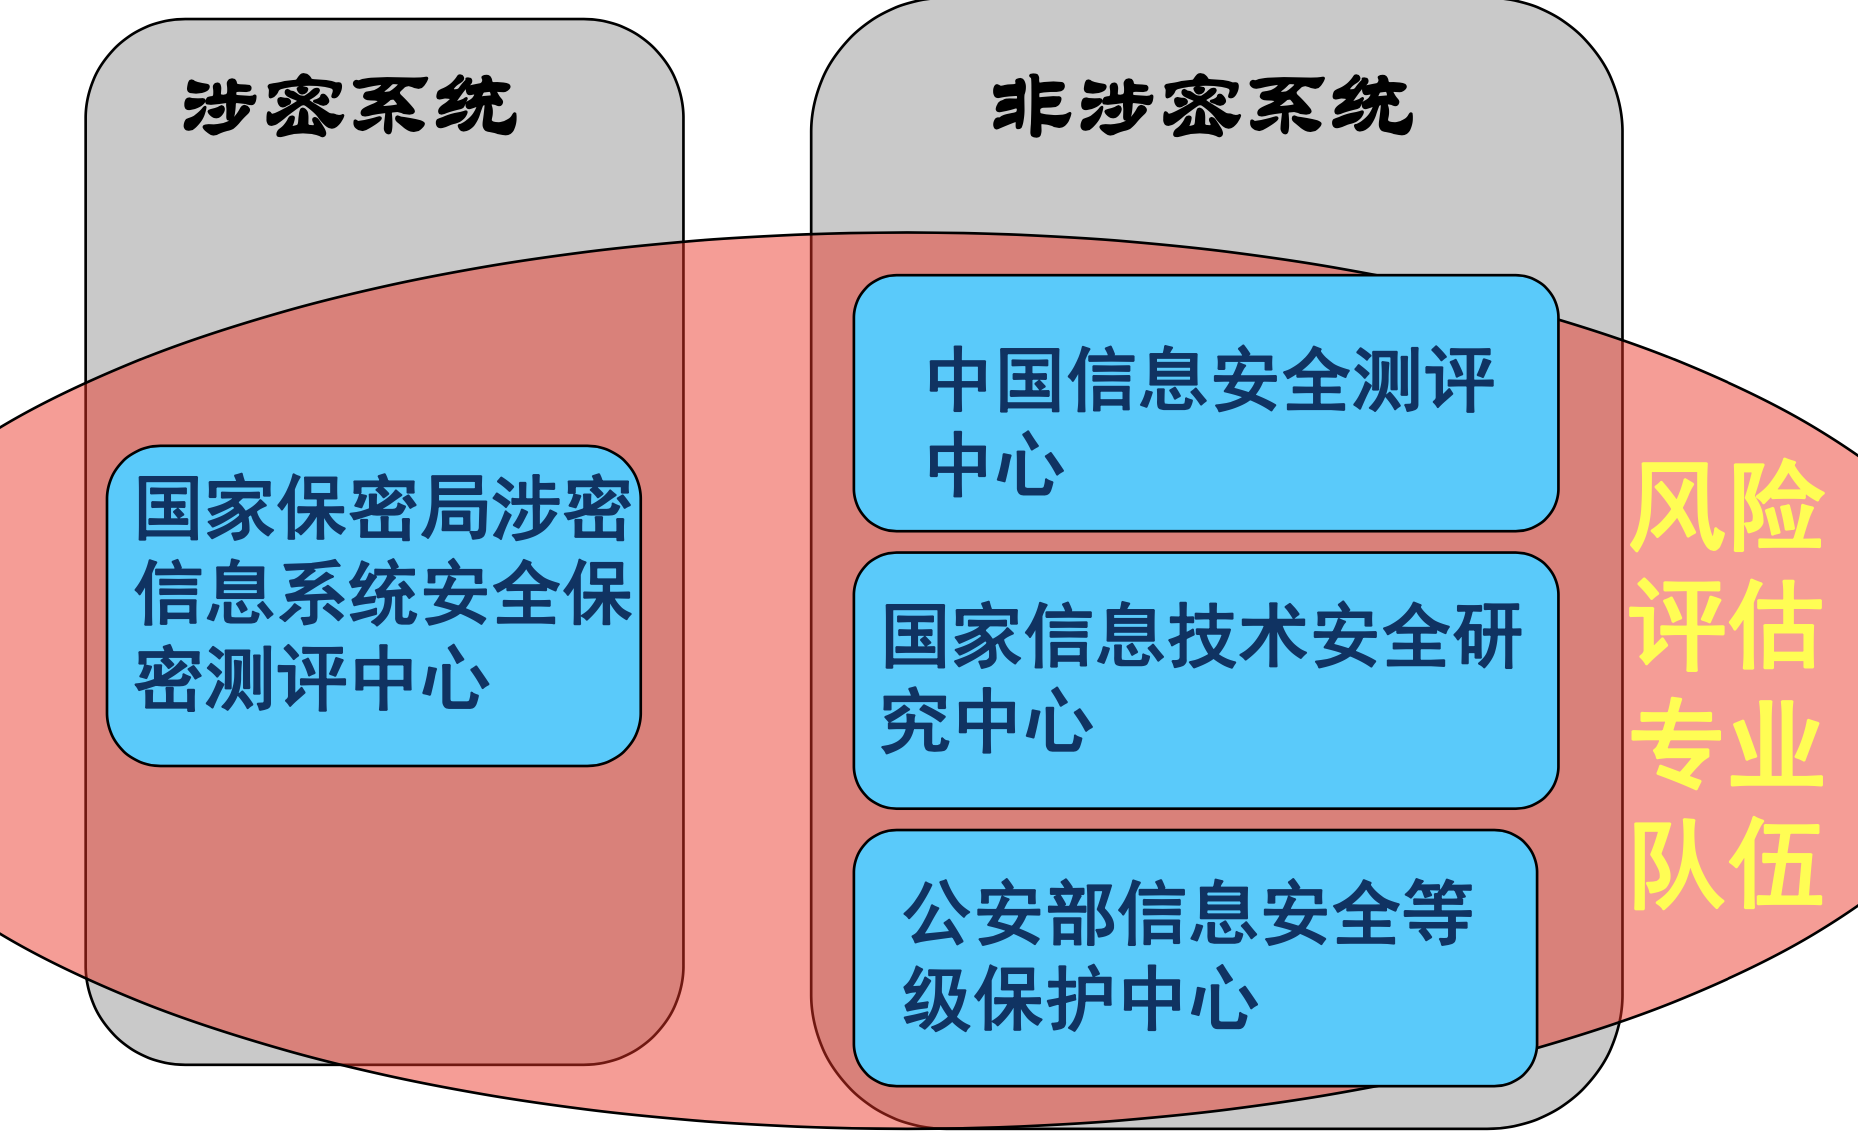 涉密系统
非涉密系统
国家保密局涉密
信息系统安全保
密测评中心
中国信息安全测评
中心
国家信息技术安全研
究中心
公安部信息安全等
级保护中心
风险
评估
专业
队伍